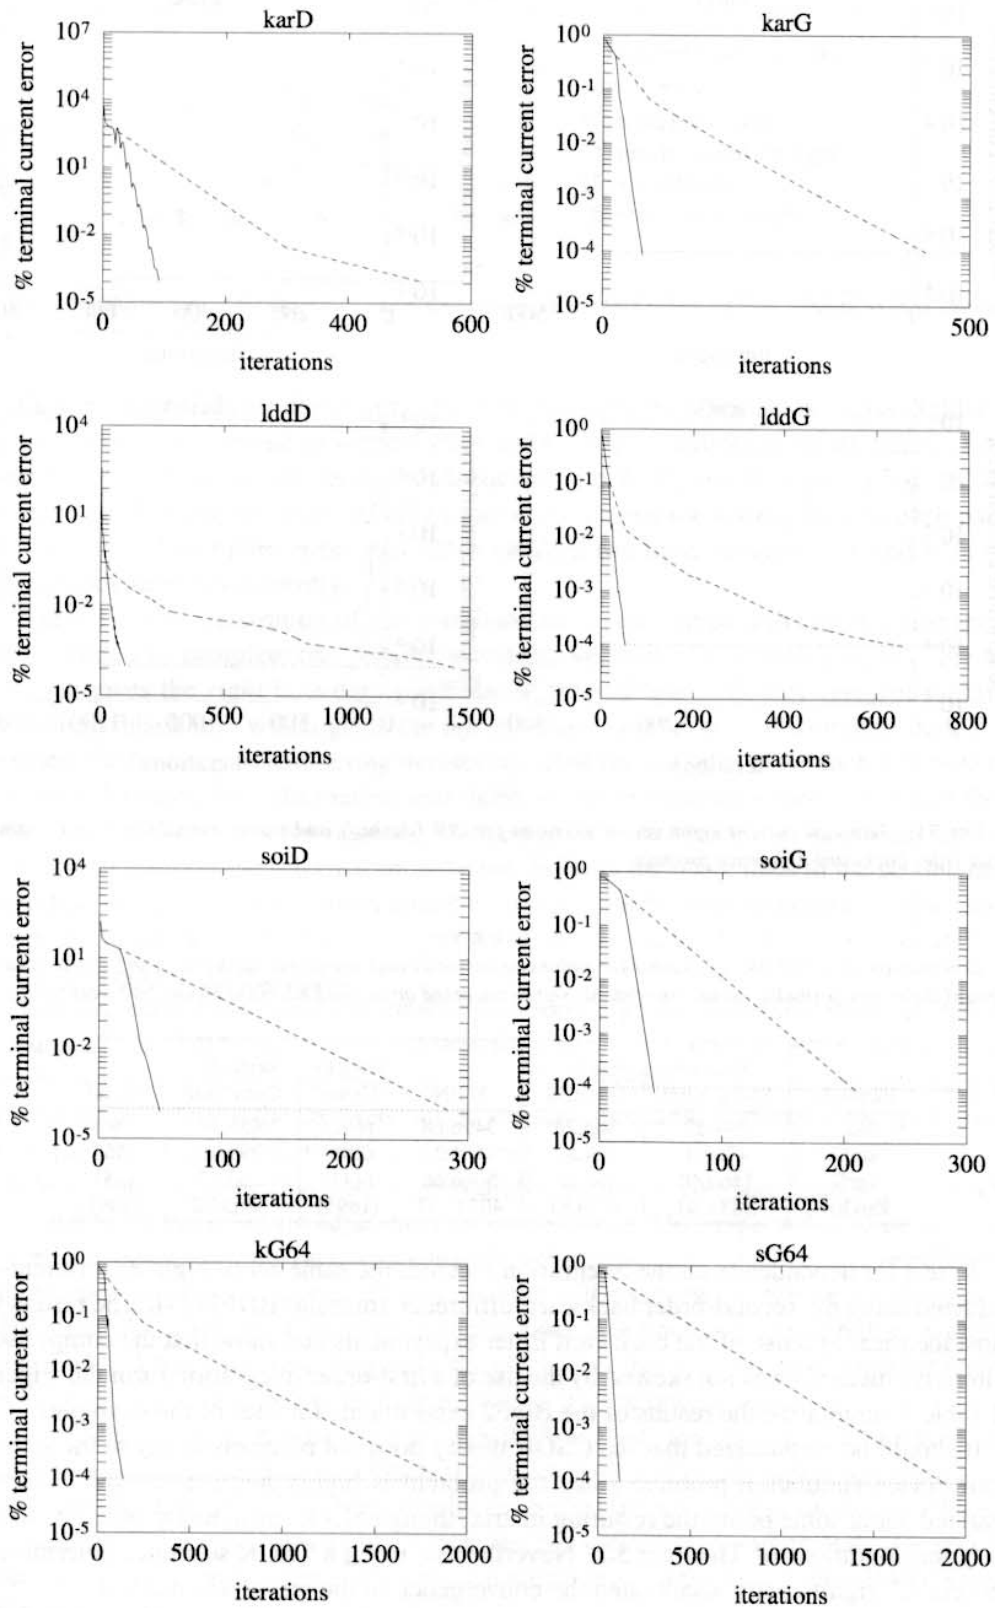 karD
10^7
10^4
10^1
10^-2
10^-5
0 200 400 600
% terminal current error
iterations
karG
10^0
10^-1
10^-2
10^-3
10^-4
10^-5
0 500
% terminal current error
iterations
lddD
10^4
10^1
10^-2
10^-5
0 500 1000 1500
% terminal current error
iterations
lddG
10^0
10^-1
10^-2
10^-3
10^-4
10^-5
0 200 400 600 800
% terminal current error
iterations
soiD
10^4
10^1
10^-2
10^-5
0 100 200 300
% terminal current error
iterations
soiG
10^0
10^-1
10^-2
10^-3
10^-4
10^-5
0 100 200 300
% terminal current error
iterations
kG64
10^0
10^-1
10^-2
10^-3
10^-4
10^-5
0 500 1000 1500 2000
% terminal current error
iterations
sG64
10^0
10^-1
10^-2
10^-3
10^-4
10^-5
0 500 1000 1500 2000
% terminal current error
iterations